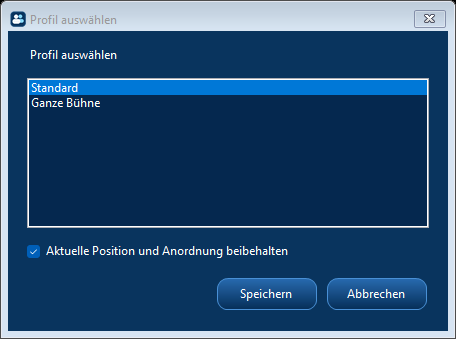 Profil auswählen
Profil auswählen
Standard
Ganze Bühne
Aktuelle Position und Anordnung beibehalten
Speichern
Abbrechen